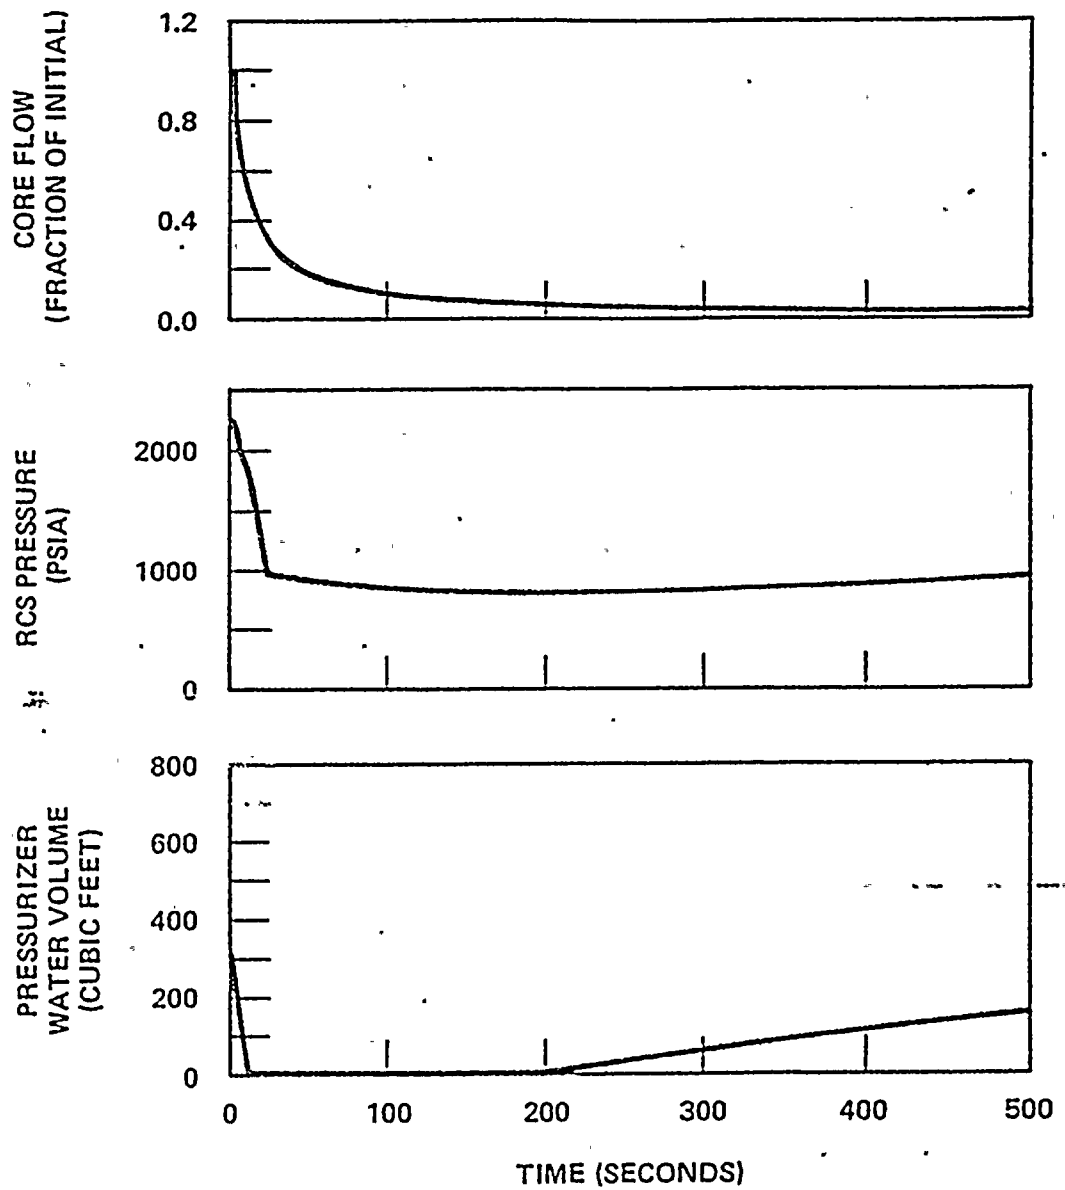 CORE FLOW
(FRACTION OF INITIAL)
1.2
0.8
0.4
0.0
RCS PRESSURE
(PSIA)
2000
1000
0
PRESSURIZER
WATER VOLUME
(CUBIC FEET)
800
600
400
200
0
0 100 200 300 400 500
TIME (SECONDS)